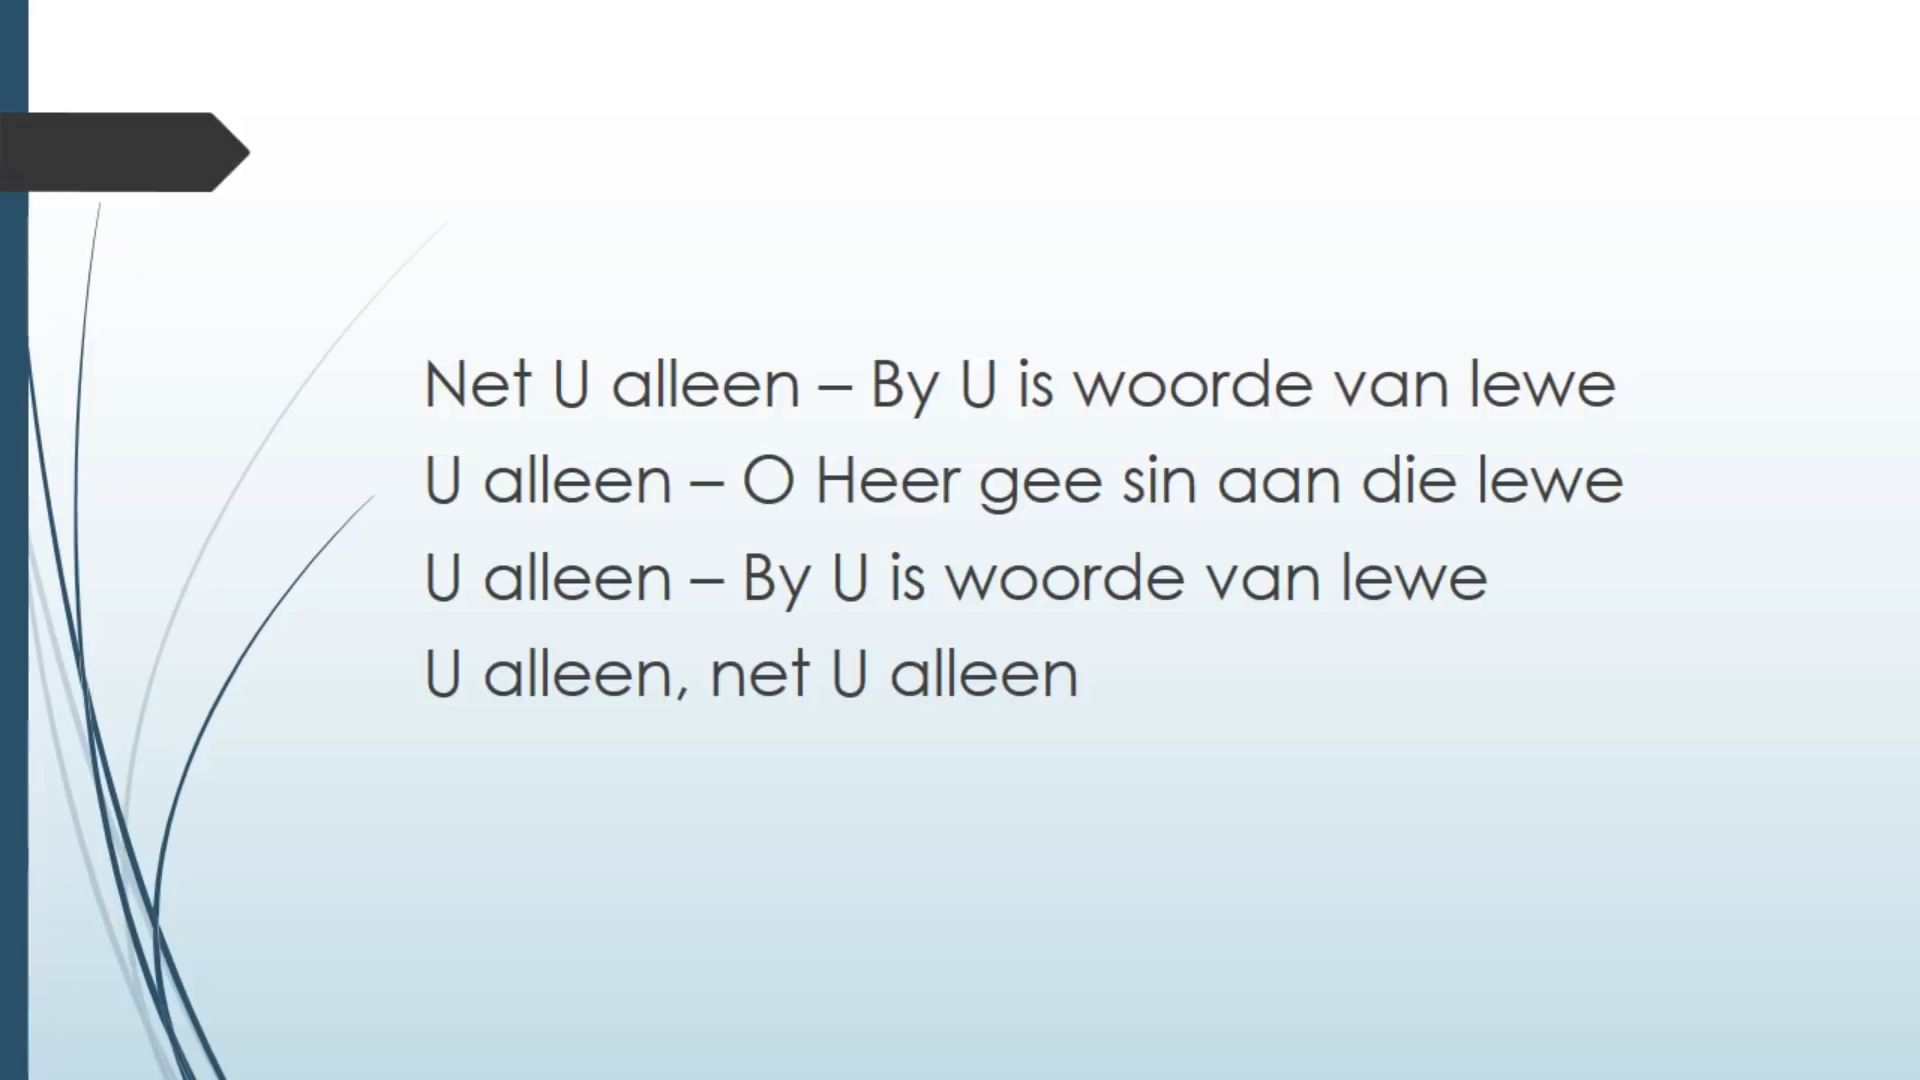 Net U alleen – By U is woorde van lewe
U alleen – O Heer gee sin aan die lewe
U alleen – By U is woorde van lewe
U alleen, net U alleen